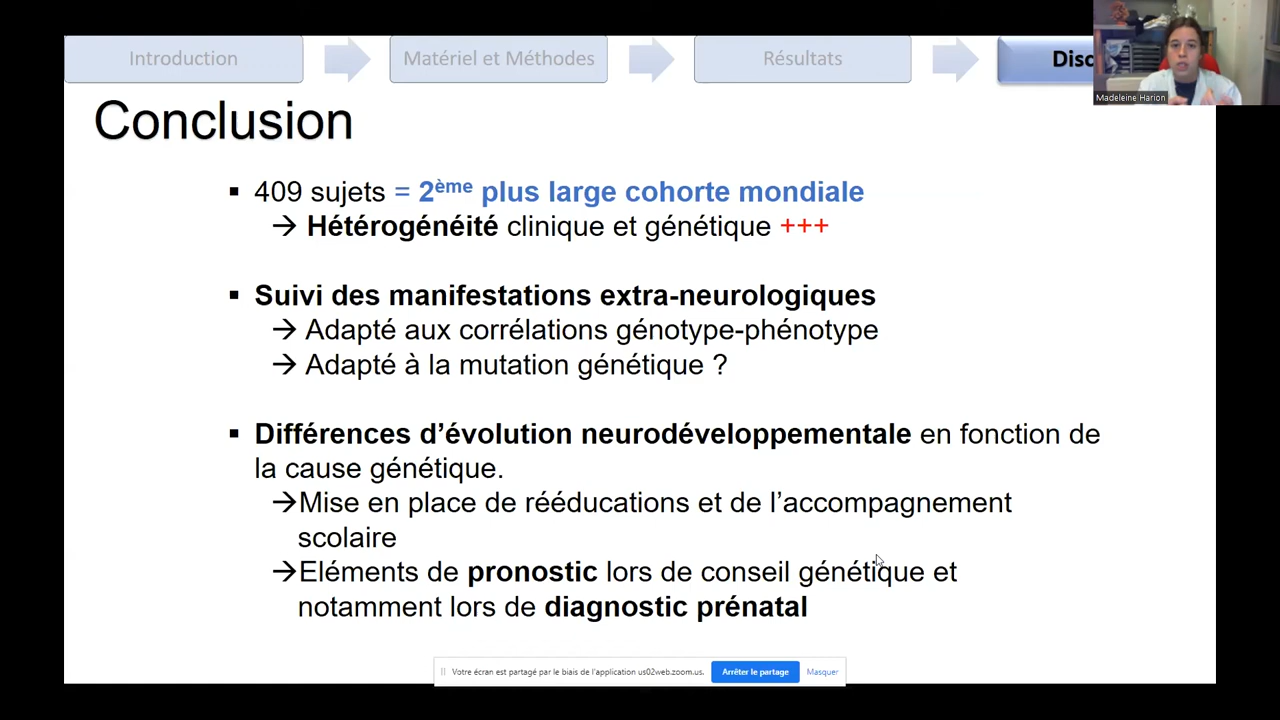 Introduction
Matériel et Méthodes
Résultats
Disc
Madeleine Harion
Conclusion
▪ 409 sujets = 2ème plus large cohorte mondiale
→ Hétérogénéité clinique et génétique +++
▪ Suivi des manifestations extra-neurologiques
→ Adapté aux corrélations génotype-phénotype
→ Adapté à la mutation génétique ?
▪ Différences d’évolution neurodéveloppementale en fonction de
la cause génétique.
→Mise en place de rééducations et de l’accompagnement
scolaire
→Eléments de pronostic lors de conseil génétique et
notamment lors de diagnostic prénatal
Votre écran est partagé par le biais de l'application us02web.zoom.us.
Arrêter le partage
Masquer